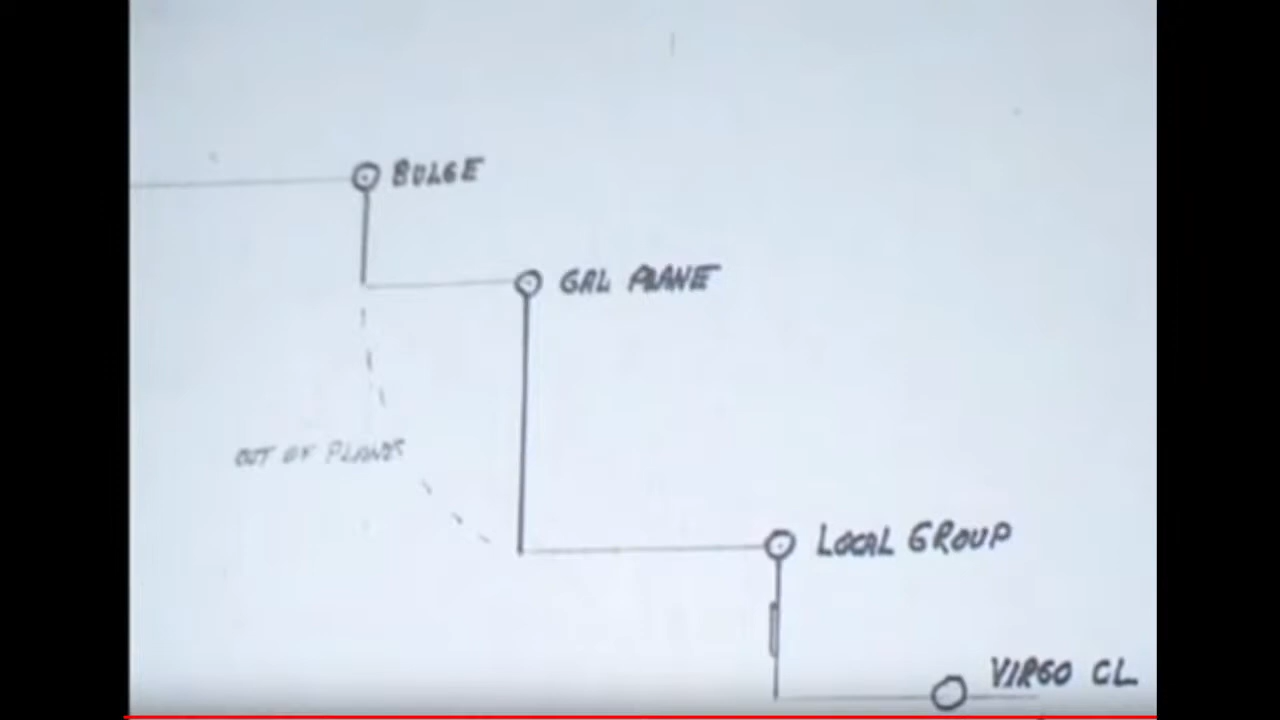 BULGE
GAL PLANE
OUT OF PLANE
LOCAL GROUP
VIRGO CL.